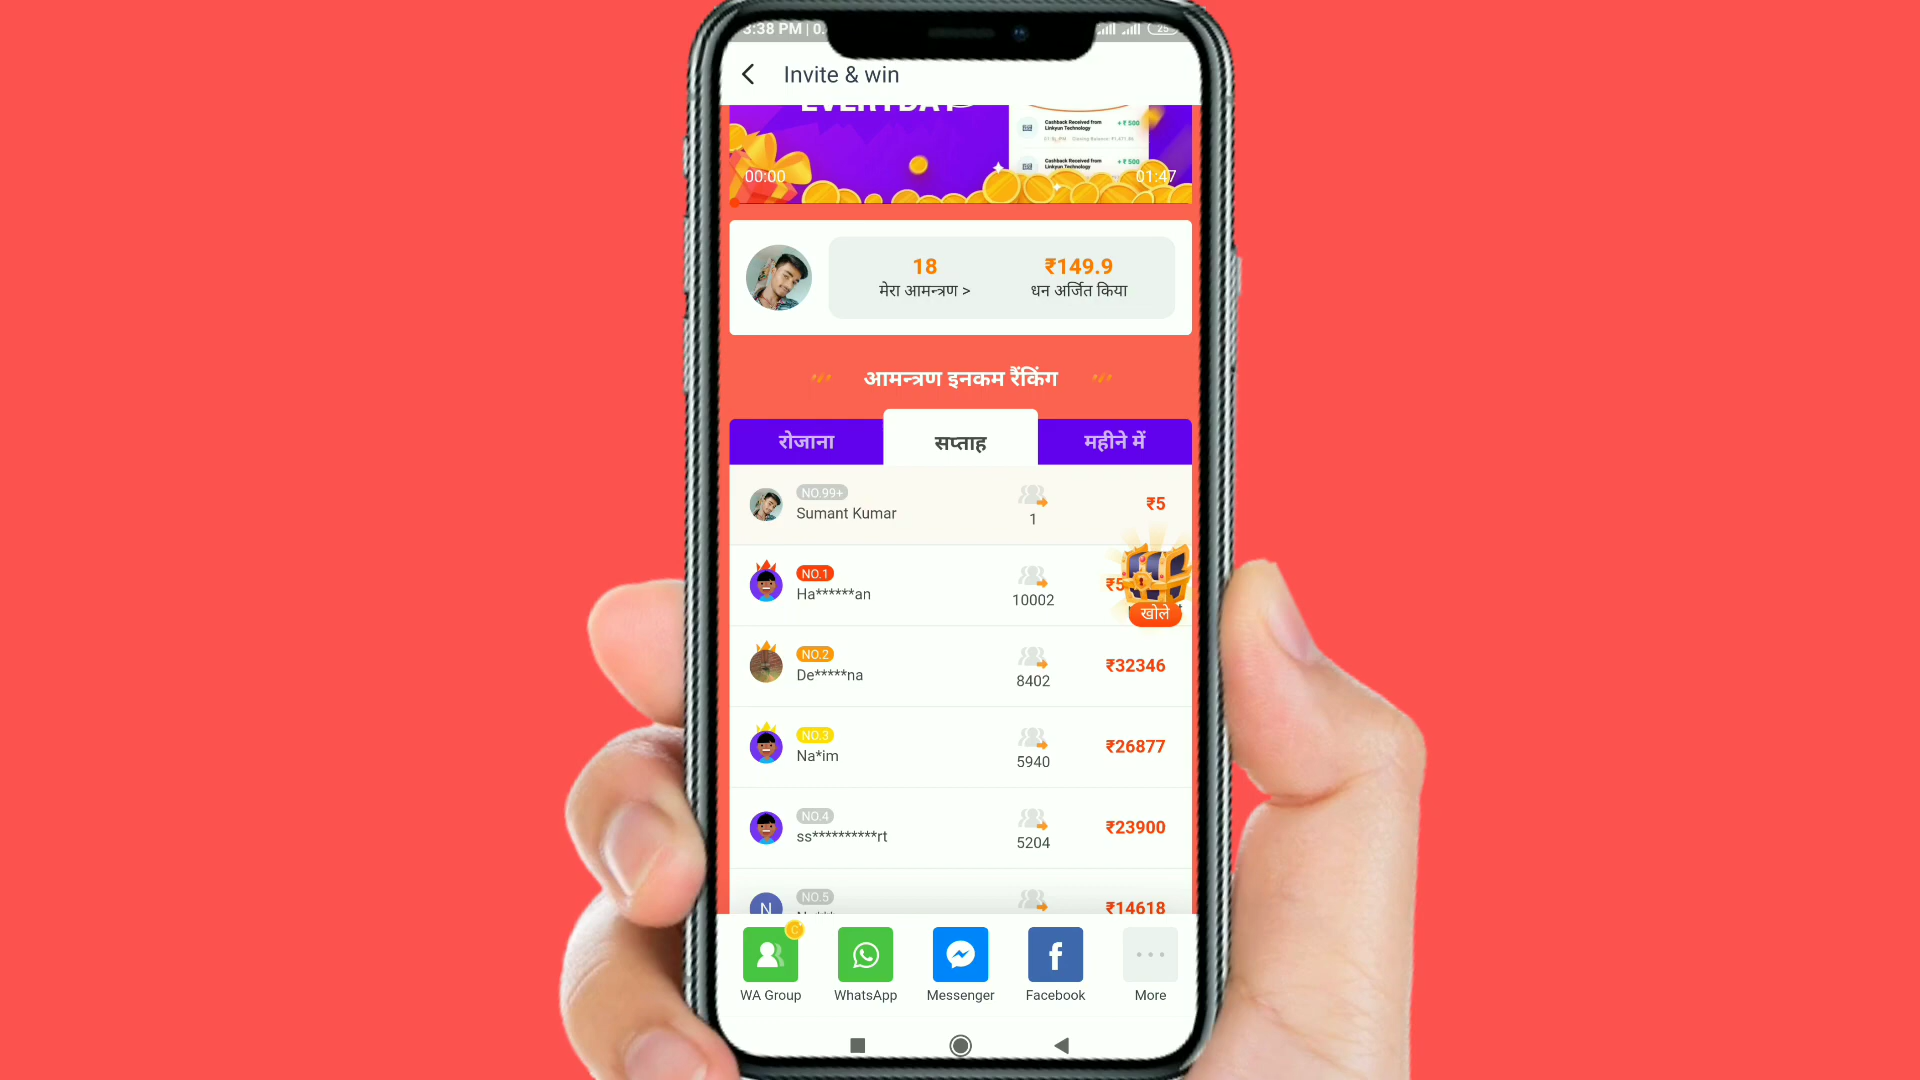 3:38 PM | 0.
25
Invite & win
EVERYDAY
Cashback Received from
Linkyun Technology
+₹ 500
Cashback Received from
Linkyun Technology
+₹ 500
00:00
01:47
18
₹149.9
मेरा आमन्त्रण >
धन अर्जित किया
आमन्त्रण इनकम रैंकिंग
रोजाना
सप्ताह
महीने में
NO.99+
Sumant Kumar
1
₹5
NO.1
Ha******an
10002
₹5
खोले
NO.2
De*****na
8402
₹32346
NO.3
Na*im
5940
₹26877
NO.4
ss**********rt
5204
₹23900
NO.5
N
₹14618
WA Group
WhatsApp
Messenger
Facebook
More